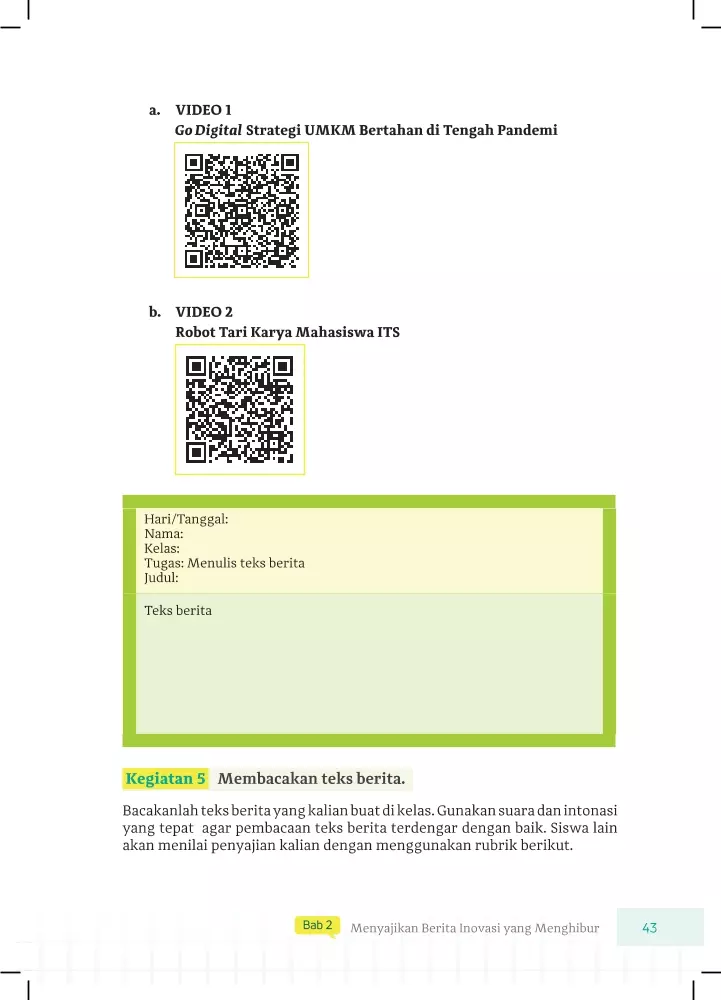 a. VIDEO 1
Go Digital Strategi UMKM Bertahan di Tengah Pandemi
b. VIDEO 2
Robot Tari Karya Mahasiswa ITS
Hari/Tanggal:
Nama:
Kelas:
Tugas: Menulis teks berita
Judul:
Teks berita
Kegiatan 5 Membacakan teks berita.
Bacakanlah teks berita yang kalian buat di kelas. Gunakan suara dan intonasi
yang tepat agar pembacaan teks berita terdengar dengan baik. Siswa lain
akan menilai penyajian kalian dengan menggunakan rubrik berikut.
Bab 2 Menyajikan Berita Inovasi yang Menghibur 43